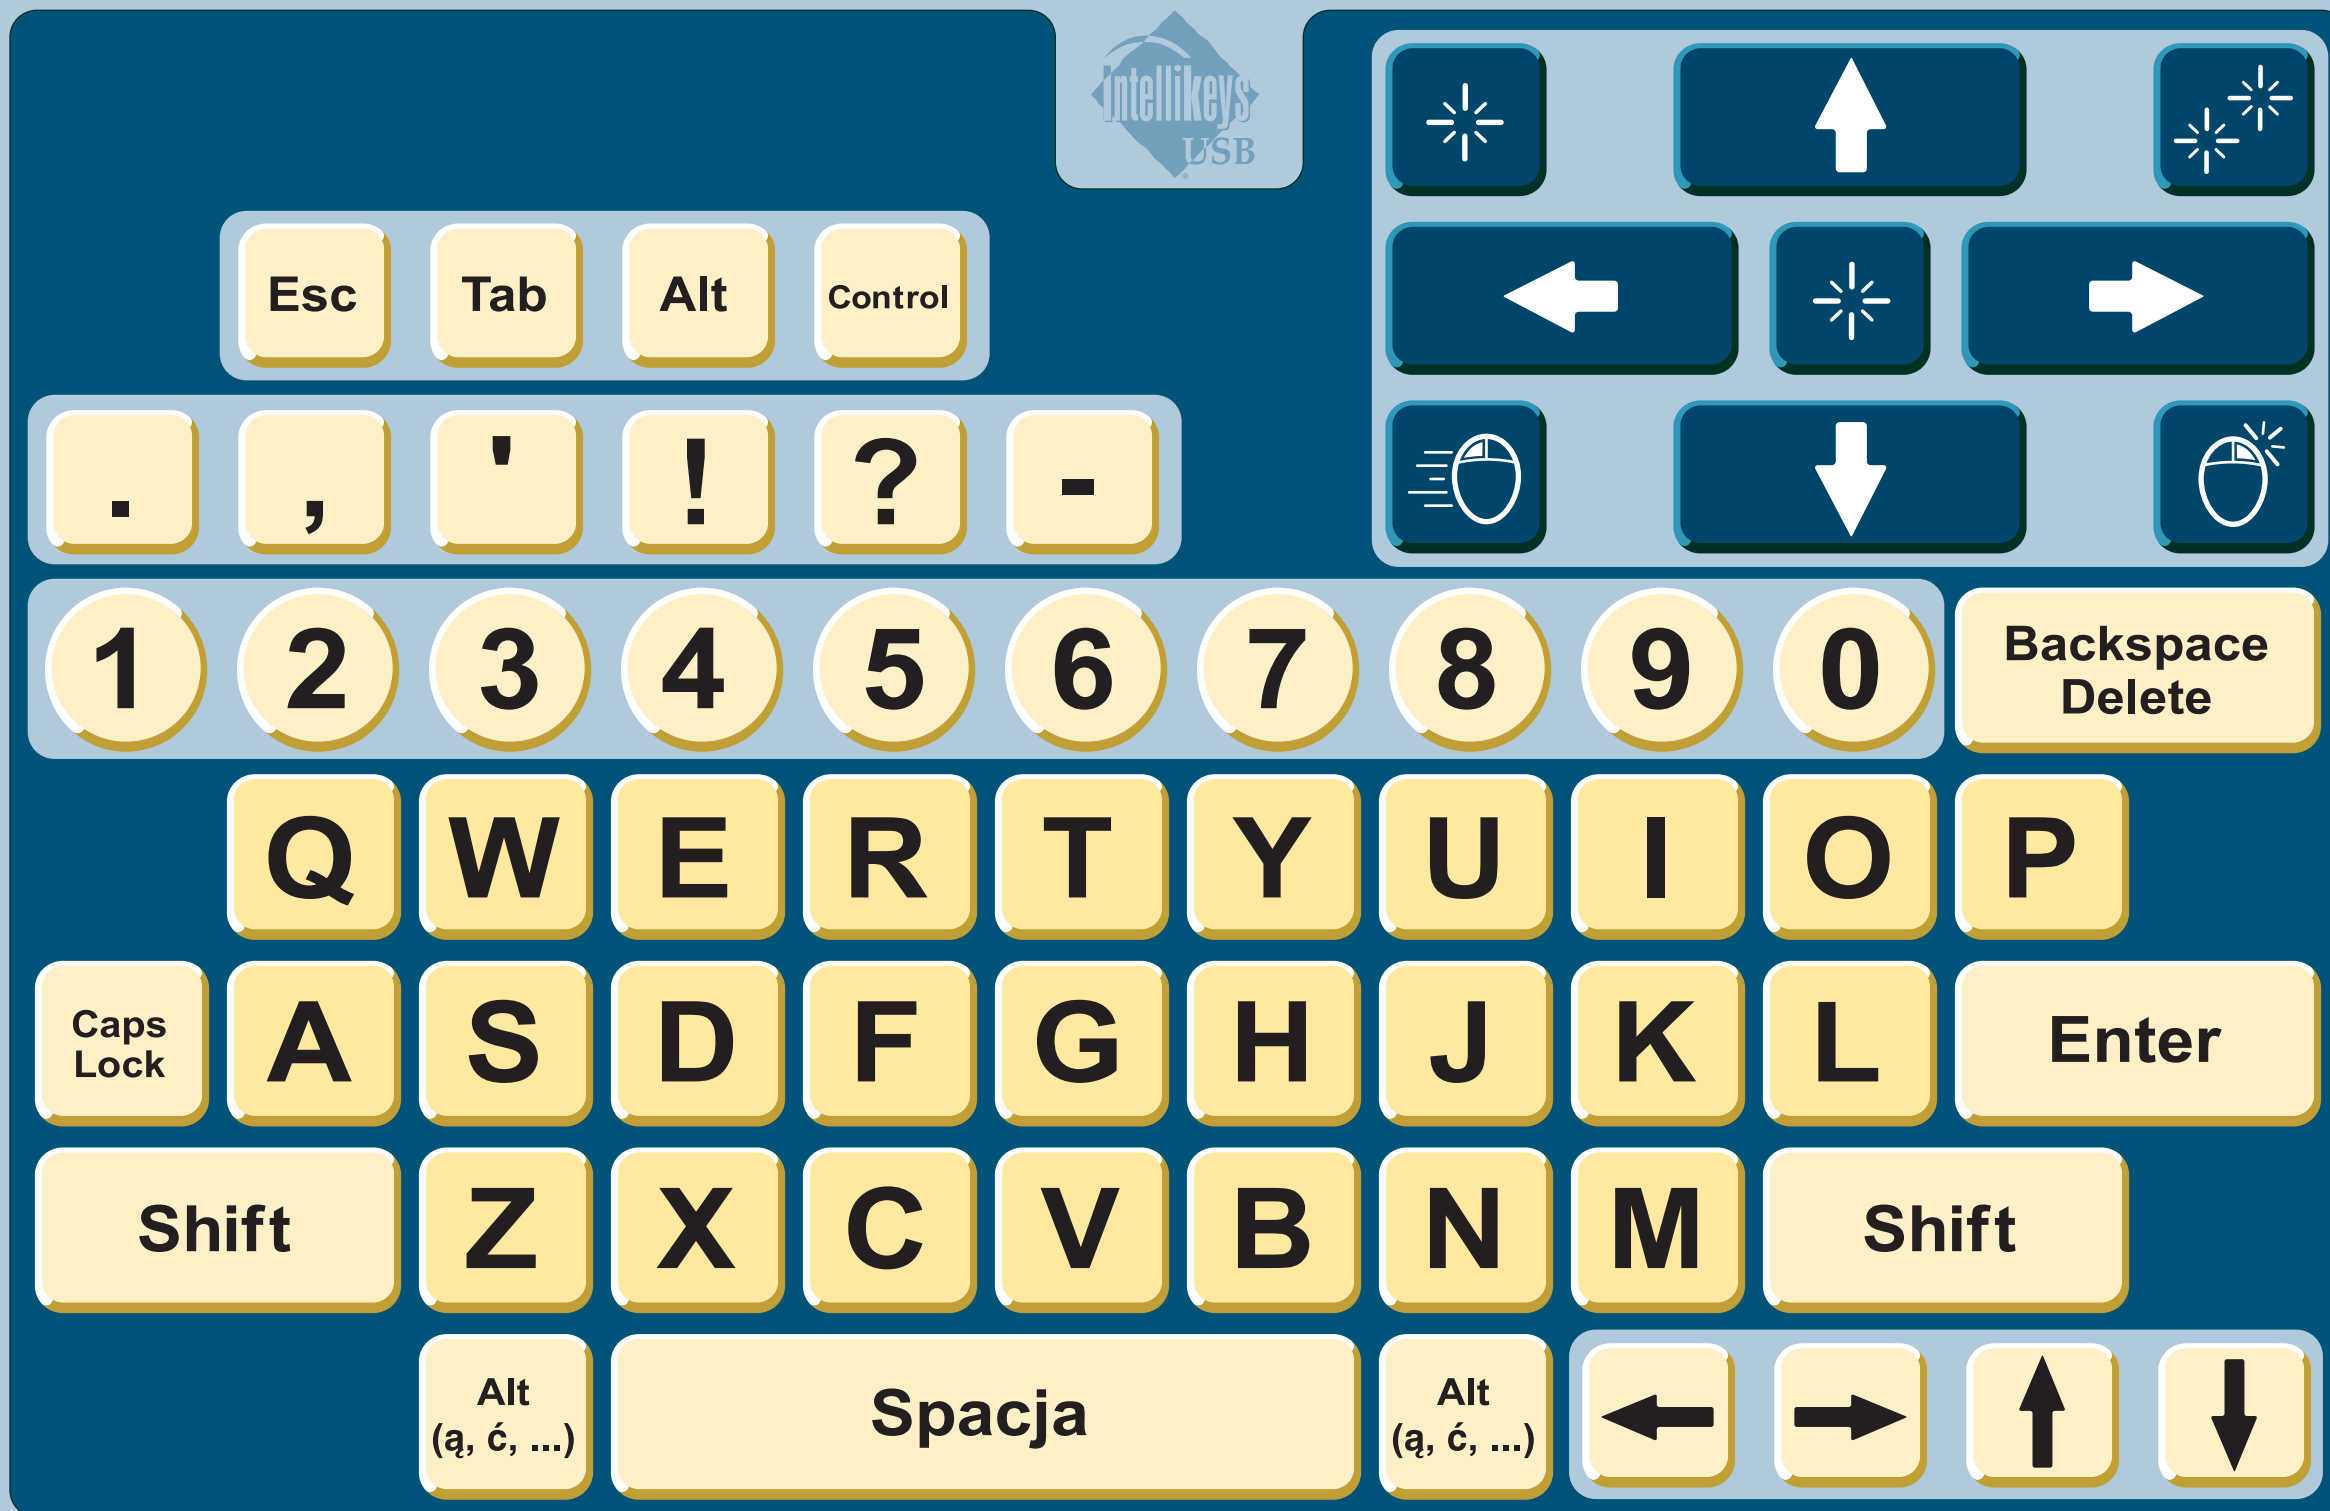 Intellikeys
USB
®
Esc Tab Alt Control
. , ' ! ? -
1 2 3 4 5 6 7 8 9 0 Backspace
Delete
Q W E R T Y U I O P
Caps
Lock
A S D F G H J K L Enter
Shift Z X C V B N M Shift
Alt
(ą, ć, ...)
Spacja
Alt
(ą, ć, ...)